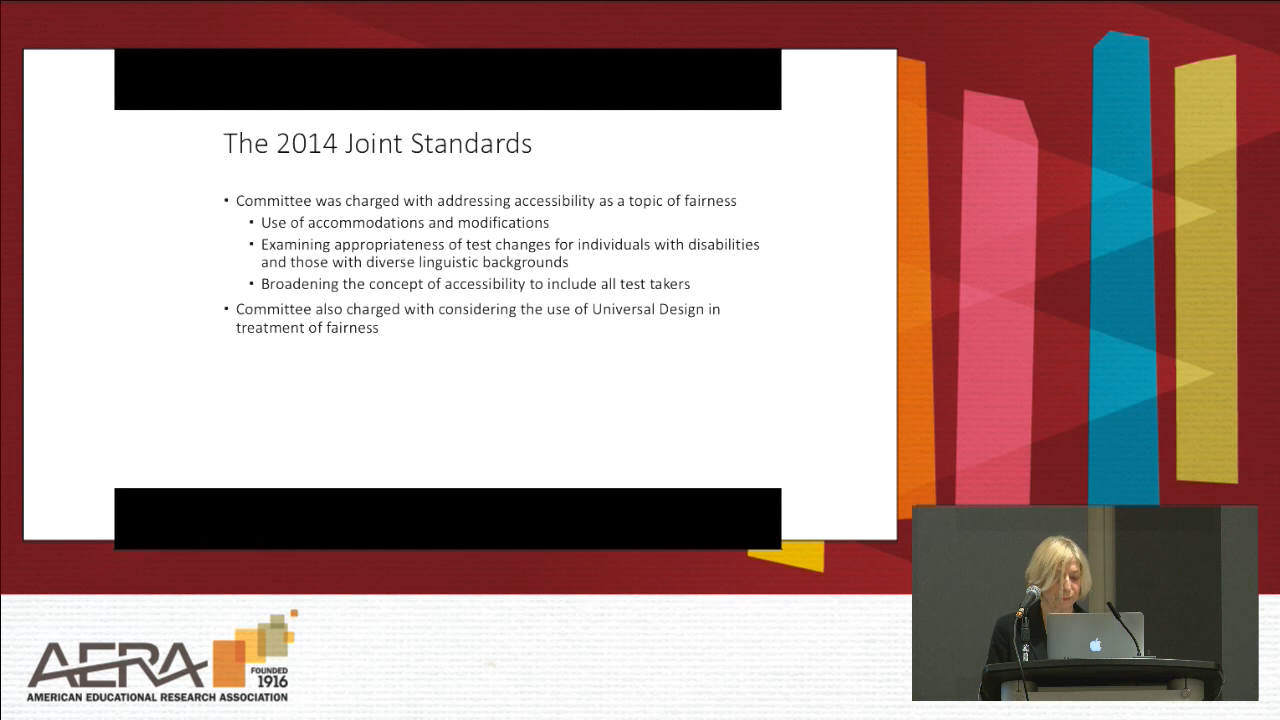 The 2014 Joint Standards
▪ Committee was charged with addressing accessibility as a topic of fairness
▪ Use of accommodations and modifications
▪ Examining appropriateness of test changes for individuals with disabilities
and those with diverse linguistic backgrounds
▪ Broadening the concept of accessibility to include all test takers
▪ Committee also charged with considering the use of Universal Design in
treatment of fairness
AERA
FOUNDED
1916
AMERICAN EDUCATIONAL RESEARCH ASSOCIATION